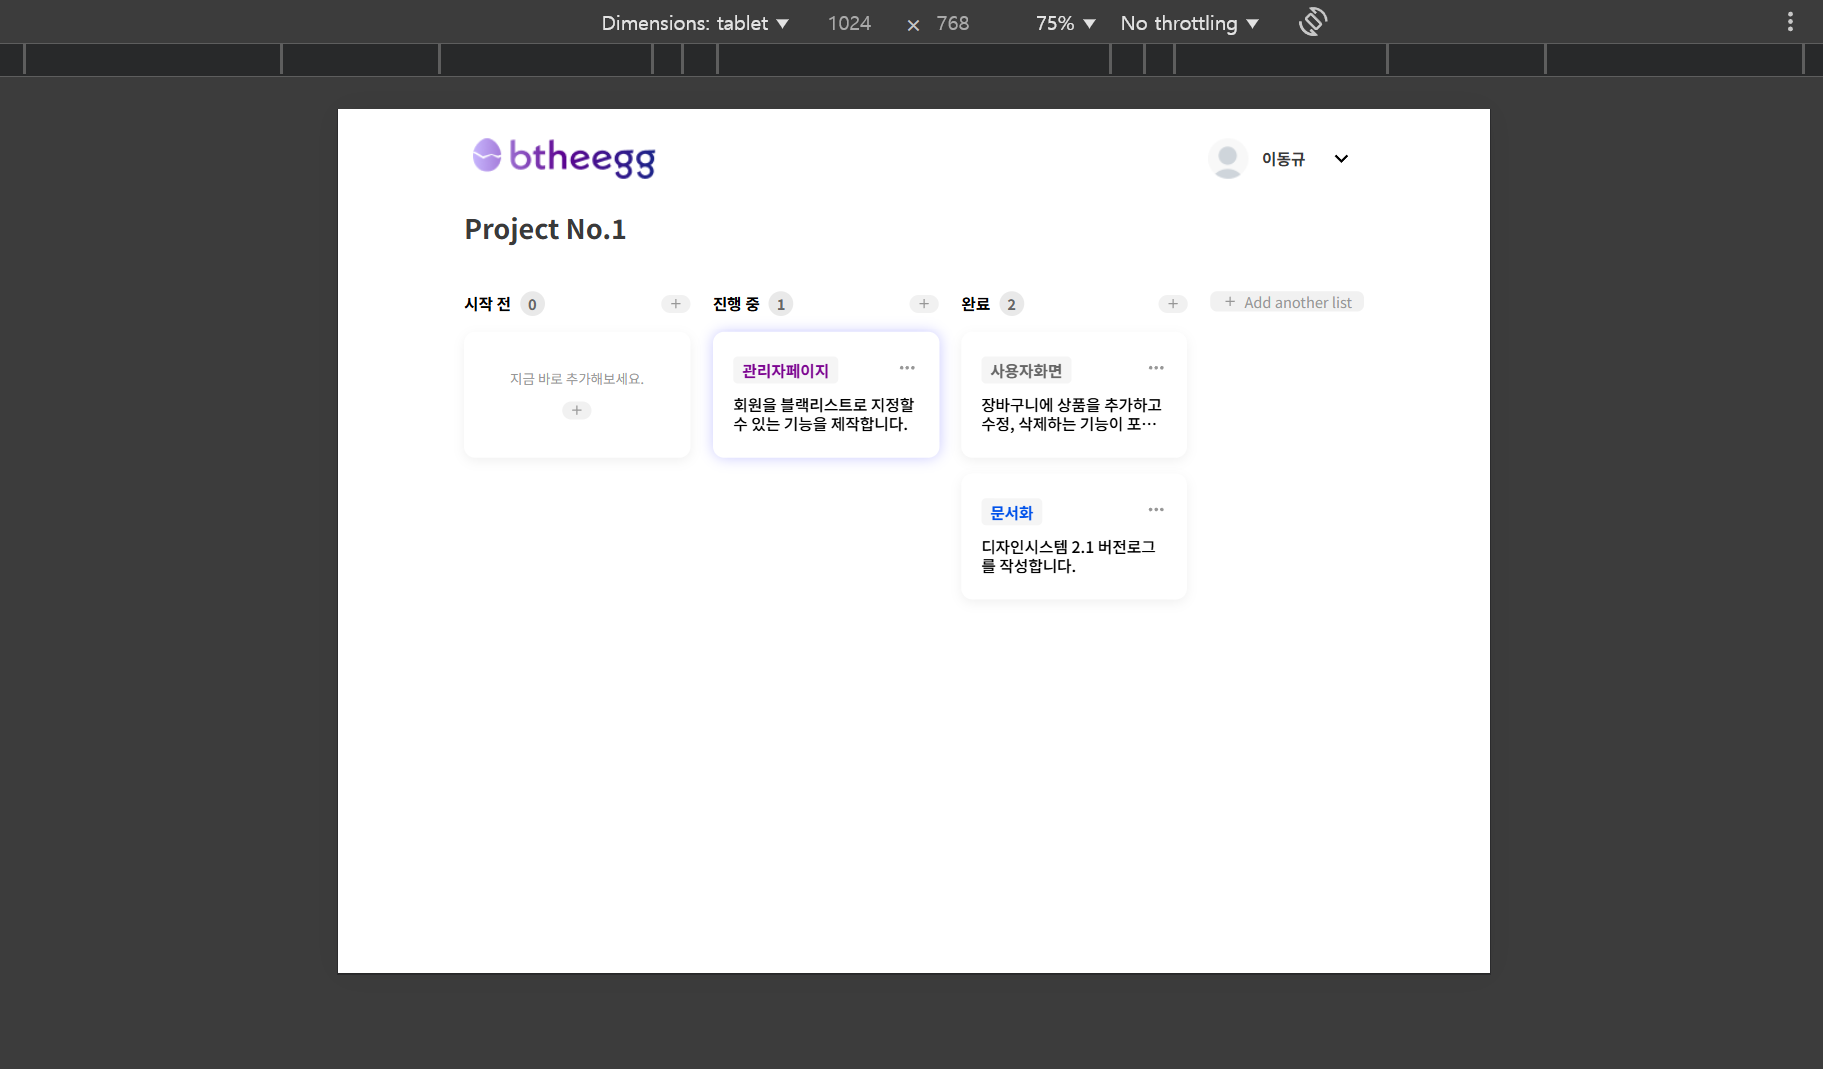 Dimensions: tablet ▼ 1024 × 768 75% ▼ No throttling ▼
btheegg
이동규
Project No.1
시작 전 0 +
지금 바로 추가해보세요.
+
진행 중 1 +
관리자페이지 ···
회원을 블랙리스트로 지정할
수 있는 기능을 제작합니다.
완료 2 +
사용자화면 ···
장바구니에 상품을 추가하고
수정, 삭제하는 기능이 포…
문서화 ···
디자인시스템 2.1 버전로그
를 작성합니다.
+ Add another list